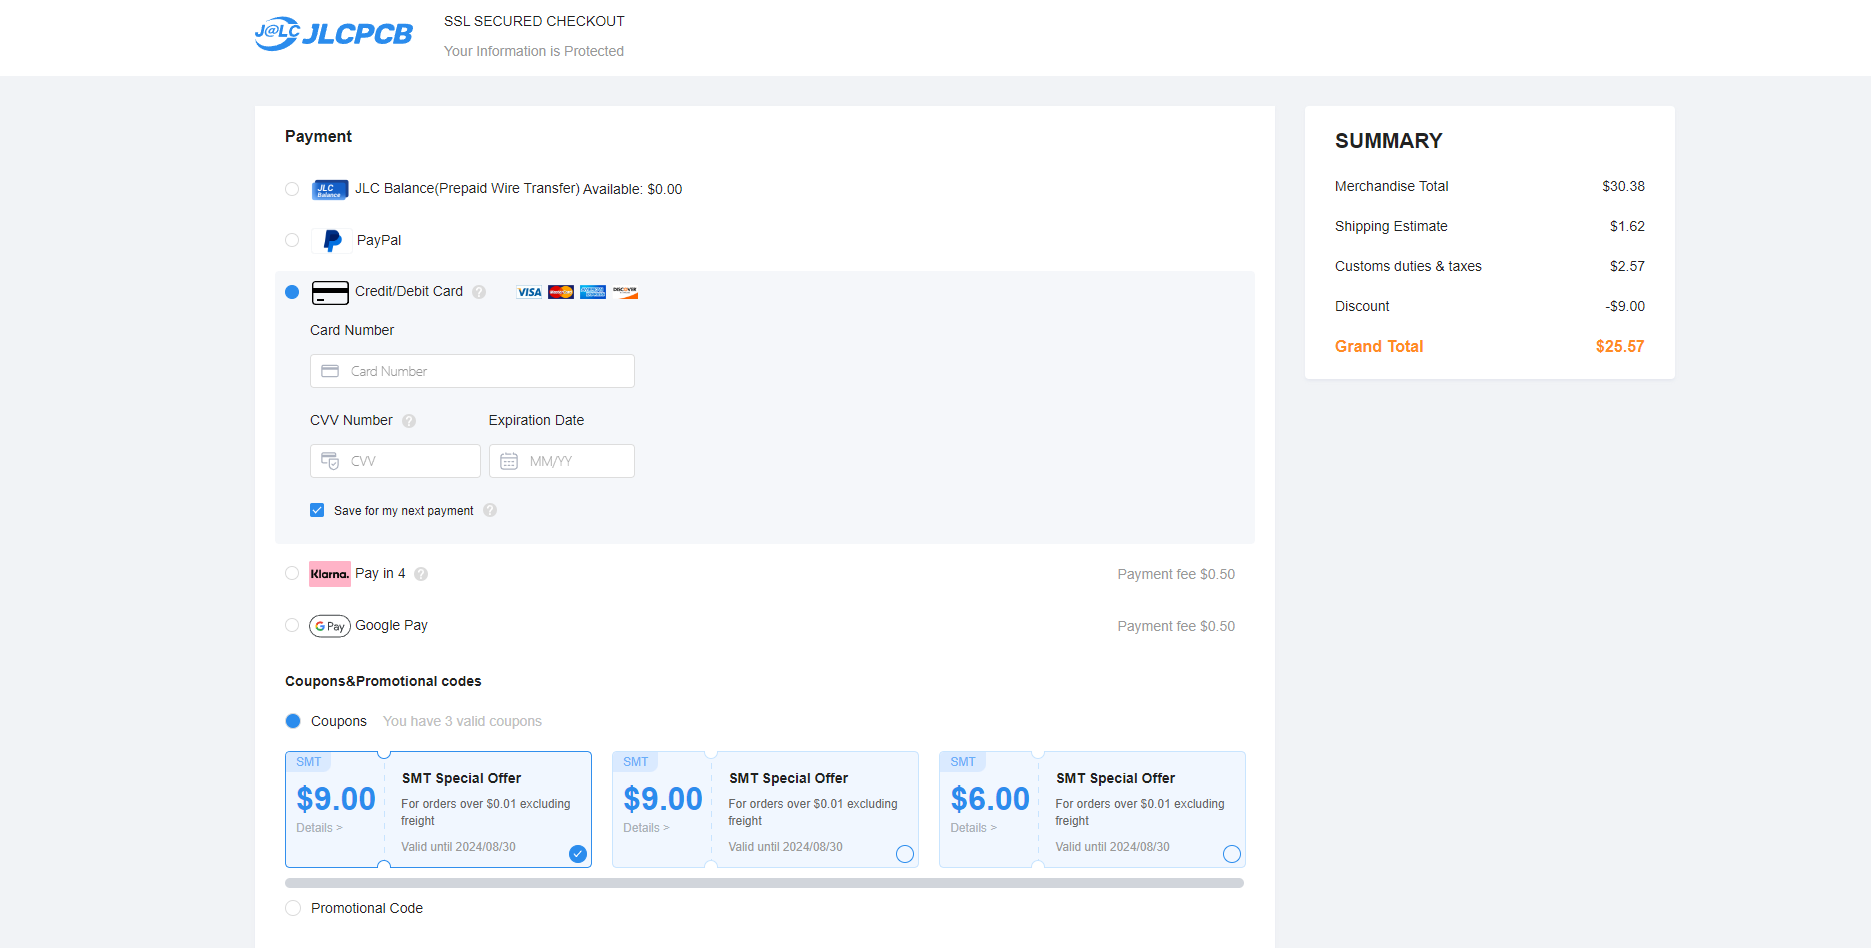 J@LC JLCPCB
SSL SECURED CHECKOUT
Your Information is Protected
Payment
JLC Balance JLC Balance(Prepaid Wire Transfer) Available: $0.00
PayPal
Credit/Debit Card ? VISA MasterCard DISCOVER
Card Number
Card Number
CVV Number ? Expiration Date
CVV MM/YY
Save for my next payment ?
Klarna. Pay in 4 ? Payment fee $0.50
G Pay Google Pay Payment fee $0.50
Coupons&Promotional codes
Coupons You have 3 valid coupons
SMT
$9.00
Details >
SMT Special Offer
For orders over $0.01 excluding
freight
Valid until 2024/08/30
SMT
$9.00
Details >
SMT Special Offer
For orders over $0.01 excluding
freight
Valid until 2024/08/30
SMT
$6.00
Details >
SMT Special Offer
For orders over $0.01 excluding
freight
Valid until 2024/08/30
Promotional Code
SUMMARY
Merchandise Total $30.38
Shipping Estimate $1.62
Customs duties & taxes $2.57
Discount -$9.00
Grand Total $25.57